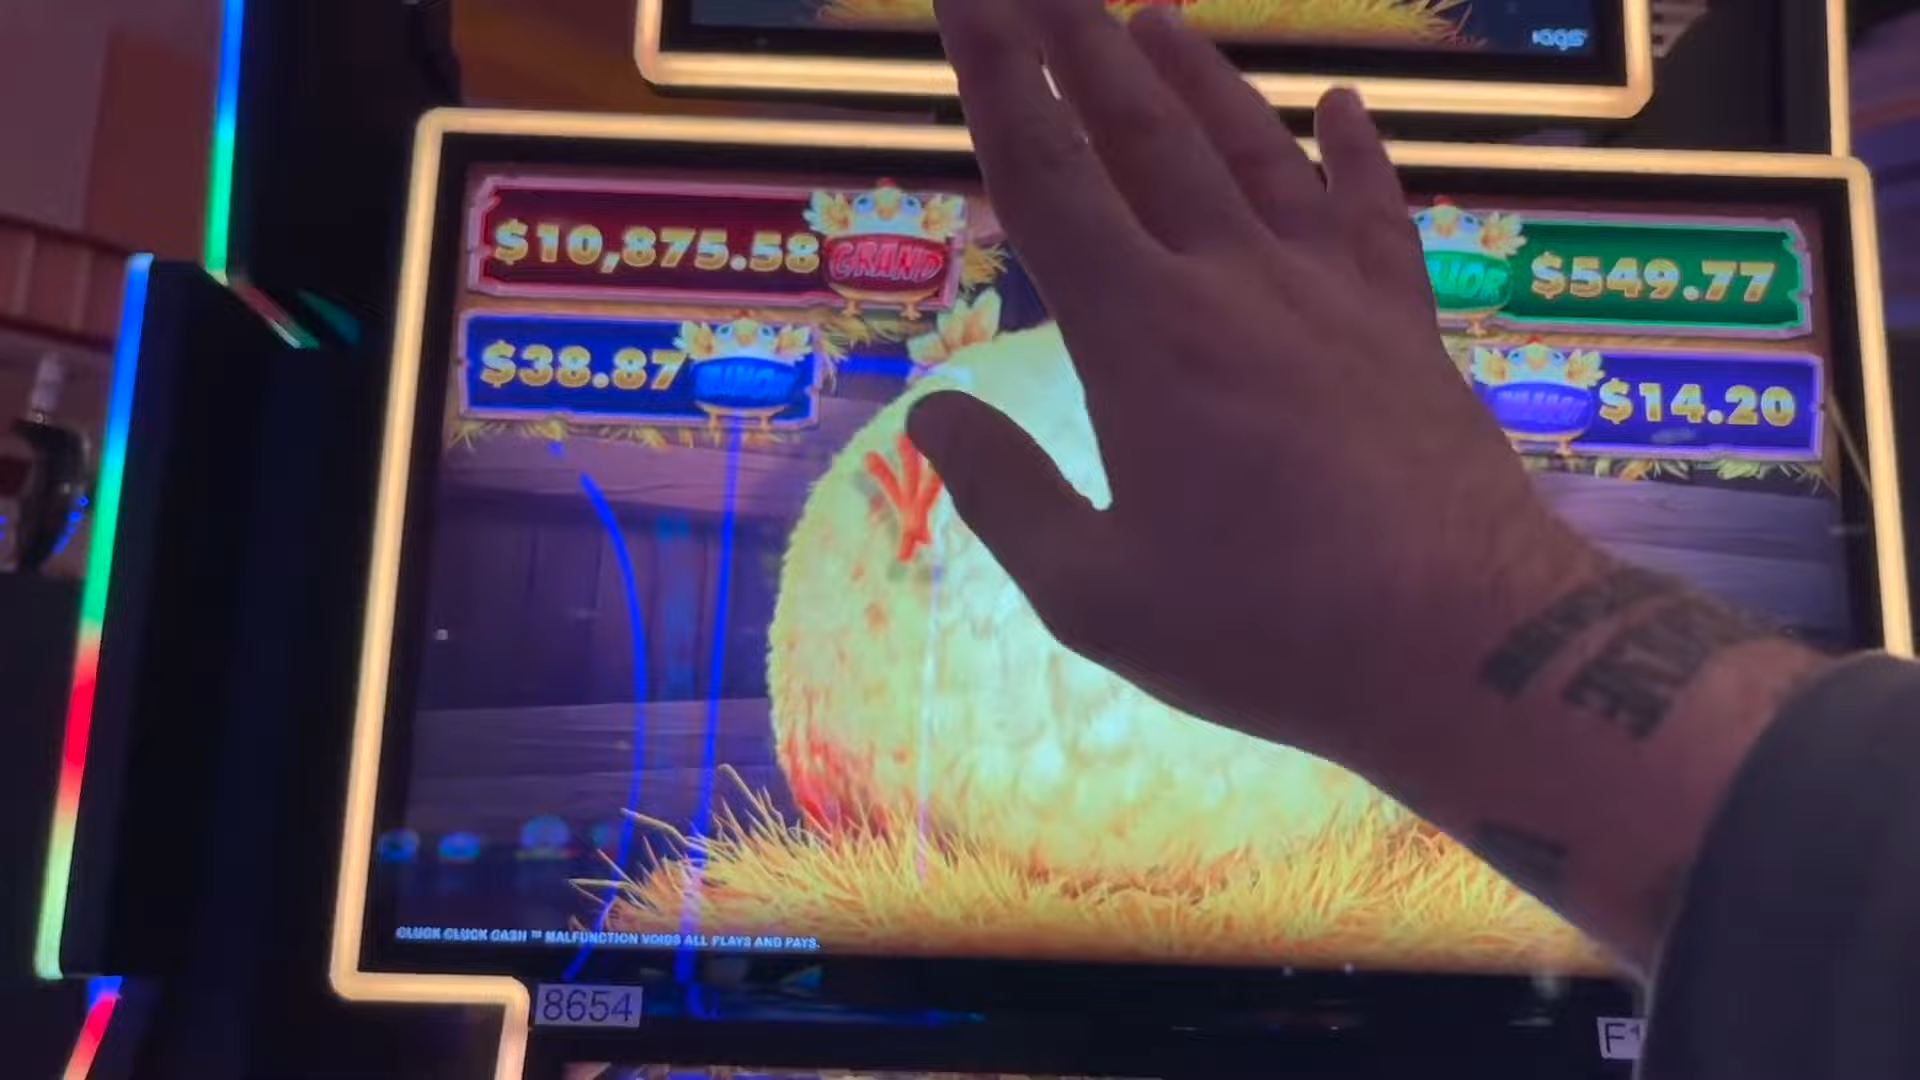 ags
$10,875.58 GRAND
$549.77
$38.87 MINOR
$14.20
CLUCK CLUCK CASH ™ MALFUNCTION VOIDS ALL PLAYS AND PAYS.
8654